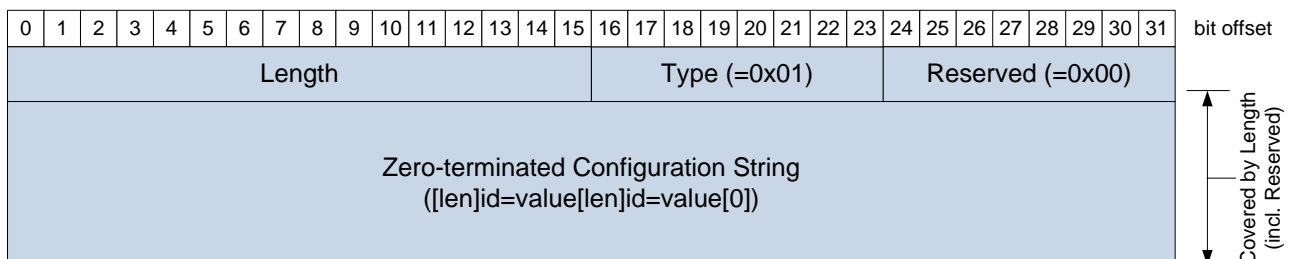 0 1 2 3 4 5 6 7 8 9 10 11 12 13 14 15 16 17 18 19 20 21 22 23 24 25 26 27 28 29 30 31 bit offset
Length Type (=0x01) Reserved (=0x00)
Zero-terminated Configuration String
([len]id=value[len]id=value[0])
Covered by Length
(incl. Reserved)